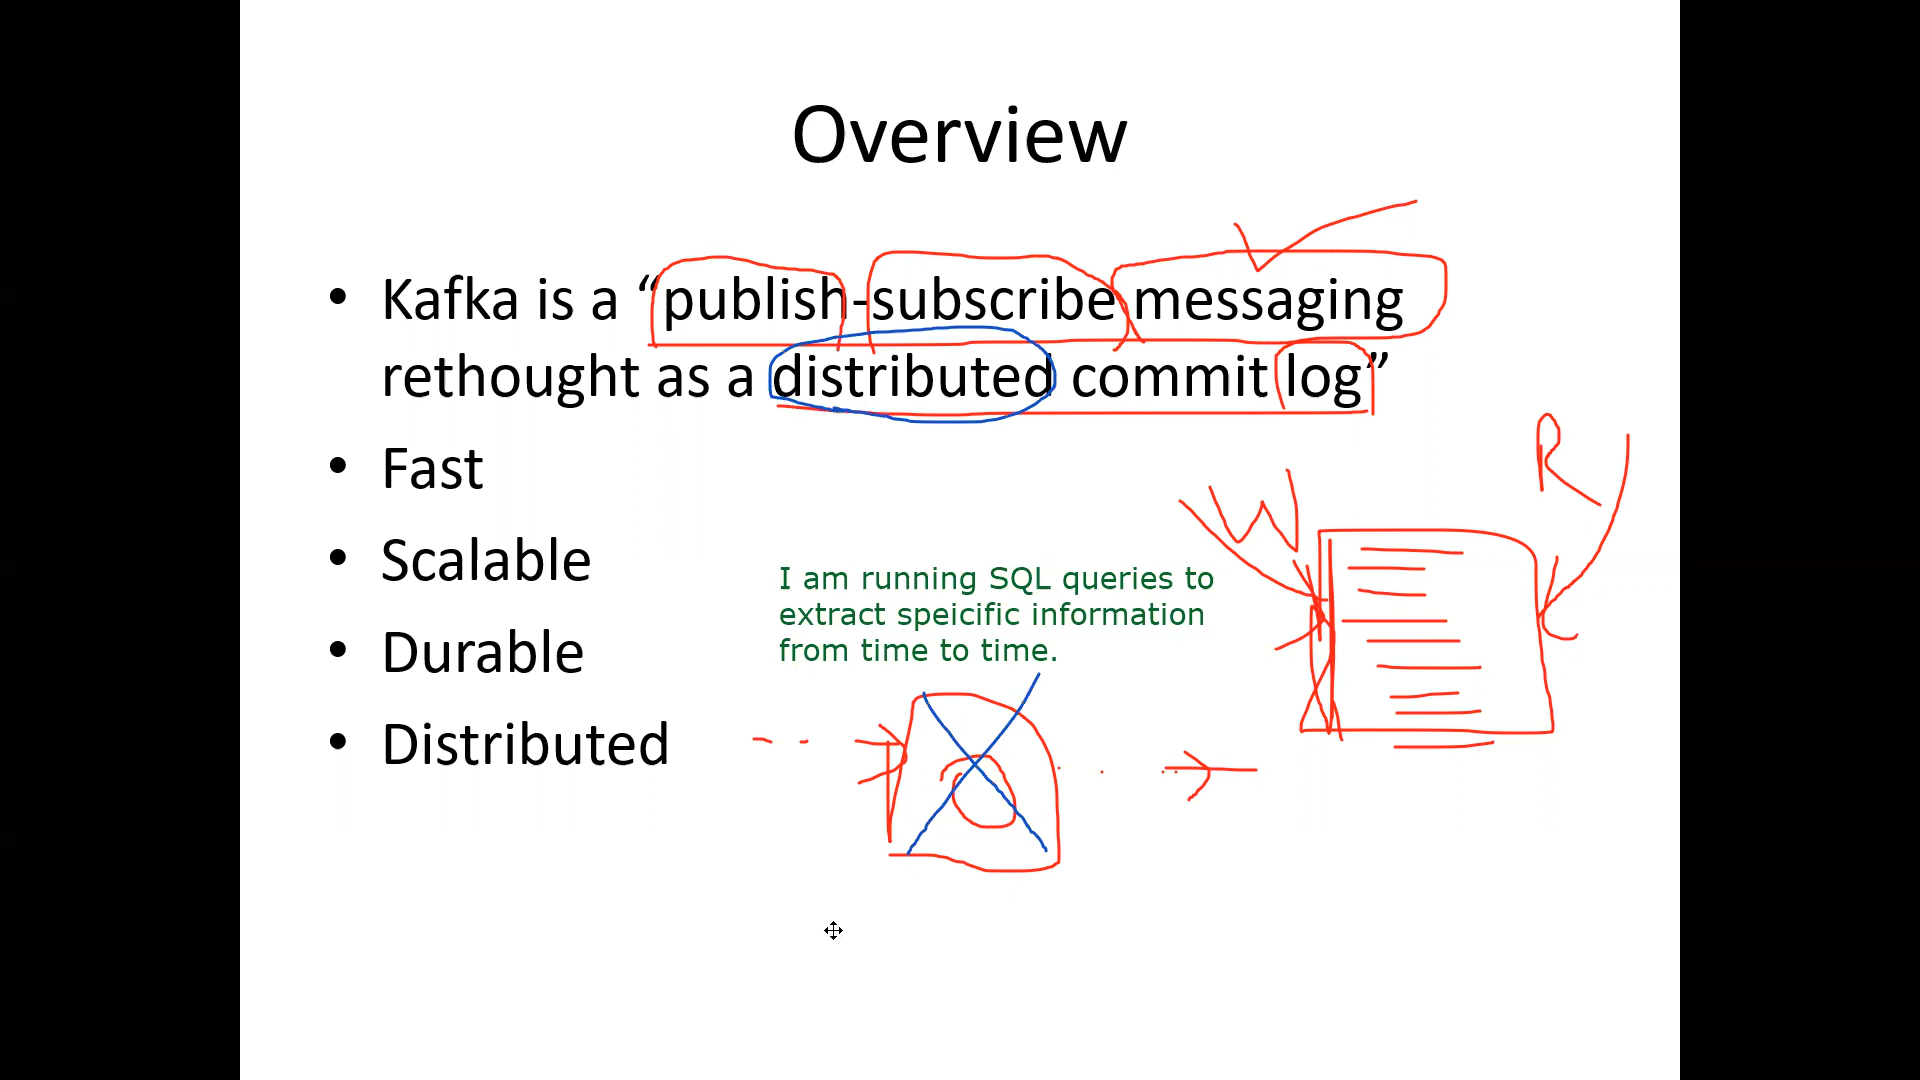 Overview
• Kafka is a “publish-subscribe messaging
rethought as a distributed commit log”
• Fast
• Scalable
• Durable
• Distributed
R
W
I am running SQL queries to
extract speicific information
from time to time.